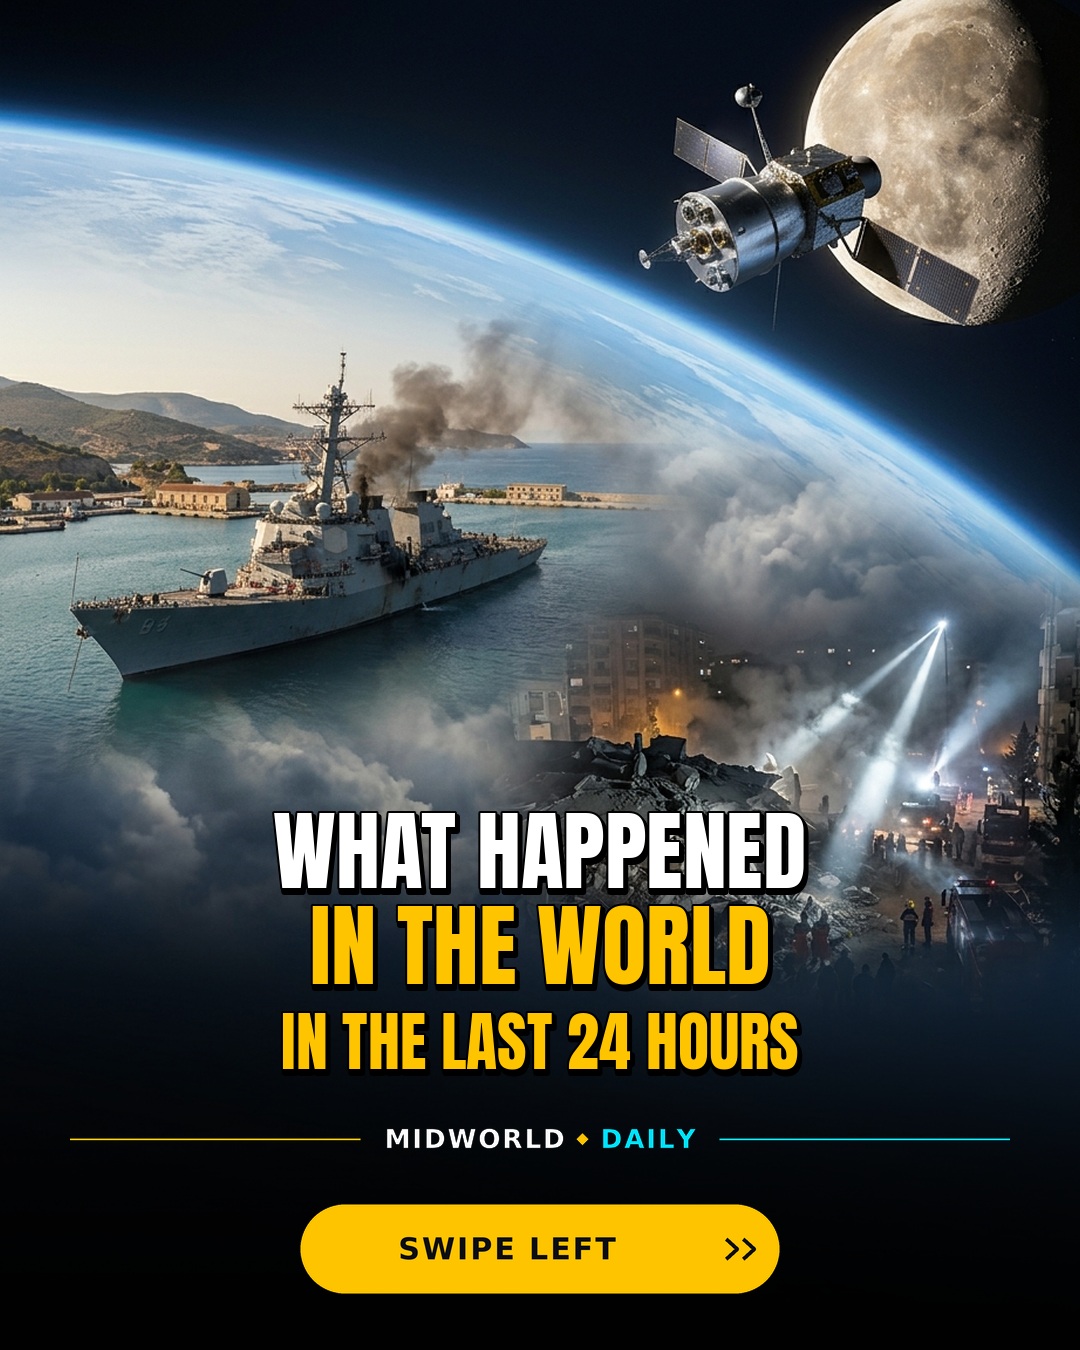 WHAT HAPPENED
IN THE WORLD
IN THE LAST 24 HOURS
MIDWORLD ◆ DAILY
SWIPE LEFT >>